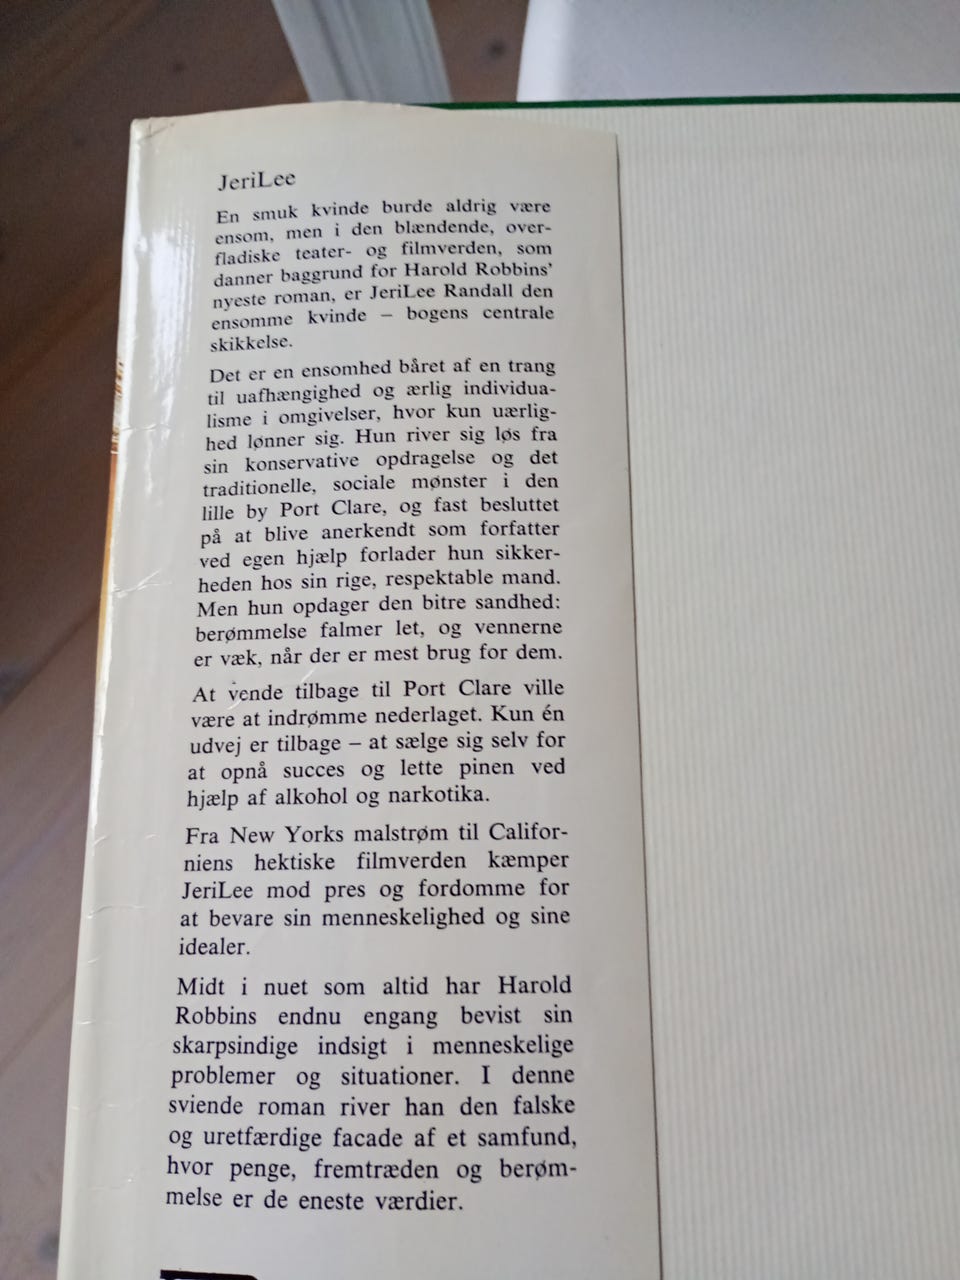 JeriLee
En smuk kvinde burde aldrig være
ensom, men i den blændende, over-
fladiske teater- og filmverden, som
danner baggrund for Harold Robbins'
nyeste roman, er JeriLee Randall den
ensomme kvinde – bogens centrale
skikkelse.
Det er en ensomhed båret af en trang
til uafhængighed og ærlig individua-
lisme i omgivelser, hvor kun uærlig-
hed lønner sig. Hun river sig løs fra
sin konservative opdragelse og det
traditionelle, sociale mønster i den
lille by Port Clare, og fast besluttet
på at blive anerkendt som forfatter
ved egen hjælp forlader hun sikker-
heden hos sin rige, respektable mand.
Men hun opdager den bitre sandhed:
berømmelse falmer let, og vennerne
er væk, når der er mest brug for dem.
At vende tilbage til Port Clare ville
være at indrømme nederlaget. Kun én
udvej er tilbage – at sælge sig selv for
at opnå succes og lette pinen ved
hjælp af alkohol og narkotika.
Fra New Yorks malstrøm til Califor-
niens hektiske filmverden kæmper
JeriLee mod pres og fordomme for
at bevare sin menneskelighed og sine
idealer.
Midt i nuet som altid har Harold
Robbins endnu engang bevist sin
skarpsindige indsigt i menneskelige
problemer og situationer. I denne
sviende roman river han den falske
og uretfærdige facade af et samfund,
hvor penge, fremtræden og berøm-
melse er de eneste værdier.